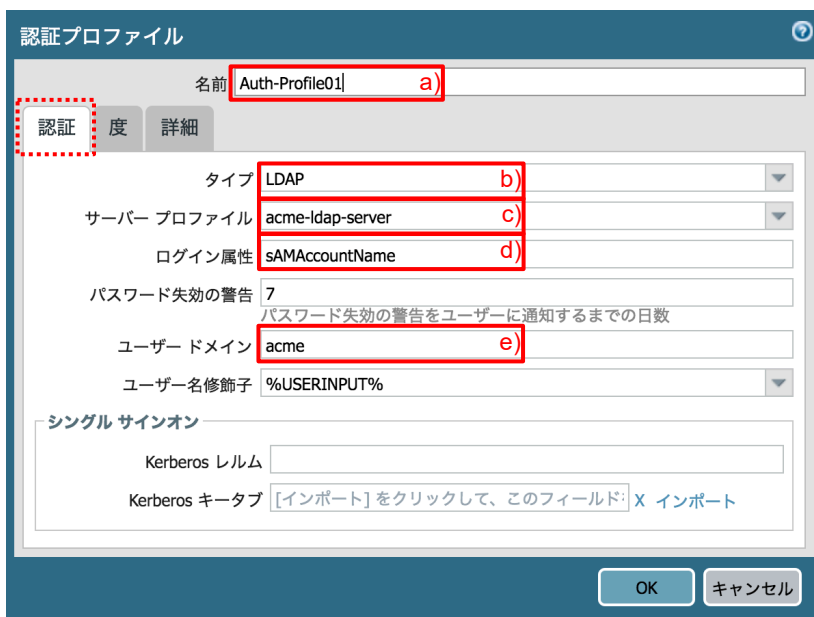 認証プロファイル
名前 Auth-Profile01 a)
認証 度 詳細
タイプ LDAP b)
サーバー プロファイル acme-ldap-server c)
ログイン属性 sAMAccountName d)
パスワード失効の警告 7
パスワード失効の警告をユーザーに通知するまでの日数
ユーザー ドメイン acme e)
ユーザー名修飾子 %USERINPUT%
シングル サインオン
Kerberos レルム
Kerberos キータブ [インポート] をクリックして、このフィールド X インポート
OK キャンセル